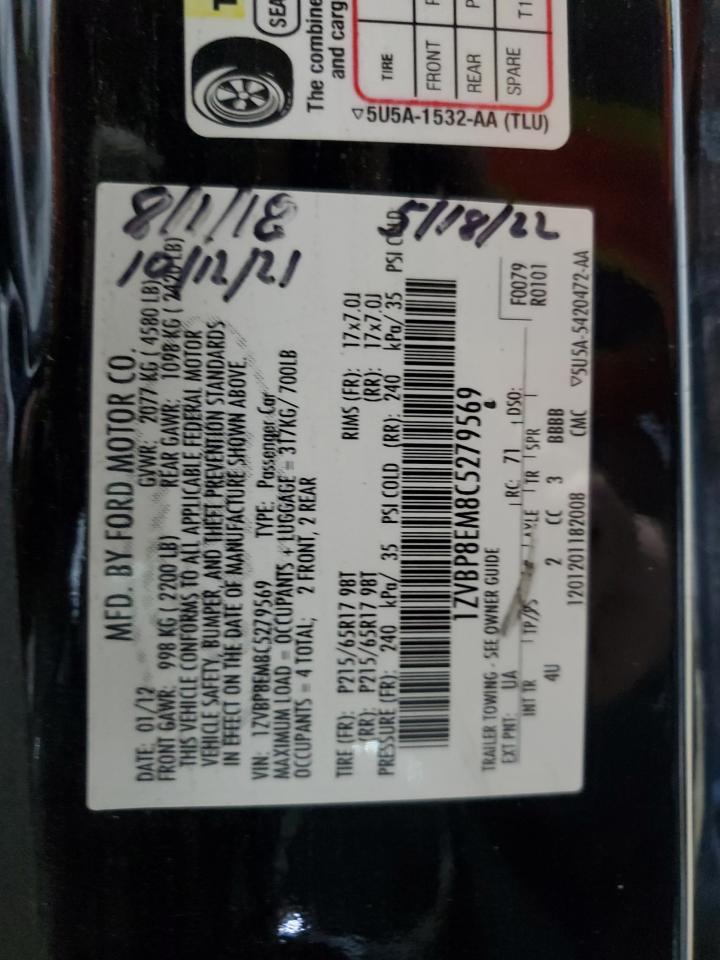 T
SEA
The combine
and carg
TIRE
FRONT F
REAR P
SPARE T1
▽5U5A-1532-AA (TLU)
8/1/18
10/12/21
5/18/22
MFD. BY FORD MOTOR CO.
DATE: 01/12 GVWR: 2077 KG ( 4580 LB)
FRONT GAWR: 998 KG ( 2200 LB) REAR GAWR: 1098 KG ( 2420 LB)
THIS VEHICLE CONFORMS TO ALL APPLICABLE FEDERAL MOTOR
VEHICLE SAFETY, BUMPER, AND THEFT PREVENTION STANDARDS
IN EFFECT ON THE DATE OF MANUFACTURE SHOWN ABOVE.
VIN: 1ZVBP8EM8C5279569 TYPE: Passenger Car
MAXIMUM LOAD = OCCUPANTS + LUGGAGE = 317KG/700LB
OCCUPANTS = 4 TOTAL; 2 FRONT, 2 REAR
TIRE (FR): P215/65R17 98T RIMS (FR): 17x7.0J
(RR): P215/65R17 98T (RR): 17x7.0J
PRESSURE (FR): 240 kPa/ 35 PSI COLD (RR): 240 kPa/ 35 PSI COLD
1ZVBP8EM8C5279569
TRAILER TOWING - SEE OWNER GUIDE
EXT PNT: UA RC: 71 DSO: F0079
R0101
INT TR TP/PS AXLE TR SPR
4U 2 CC 3 BBBB
1201201182008 CMC ▽5U5A-5420472-AA